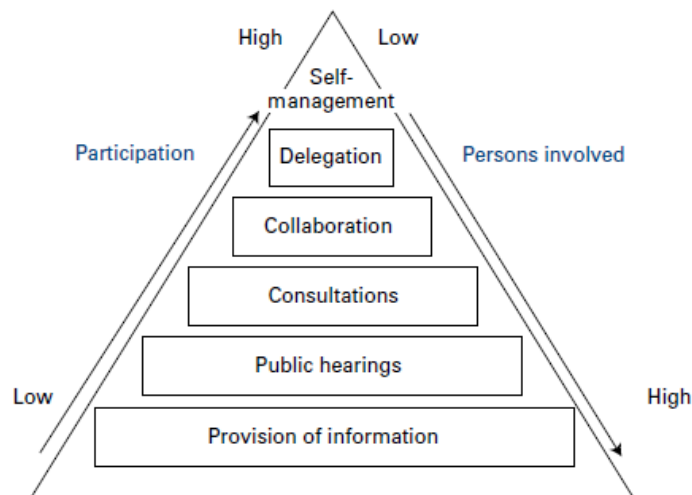 High
Low
Self-
management
Participation
Delegation
Persons involved
Collaboration
Consultations
Public hearings
Low
High
Provision of information